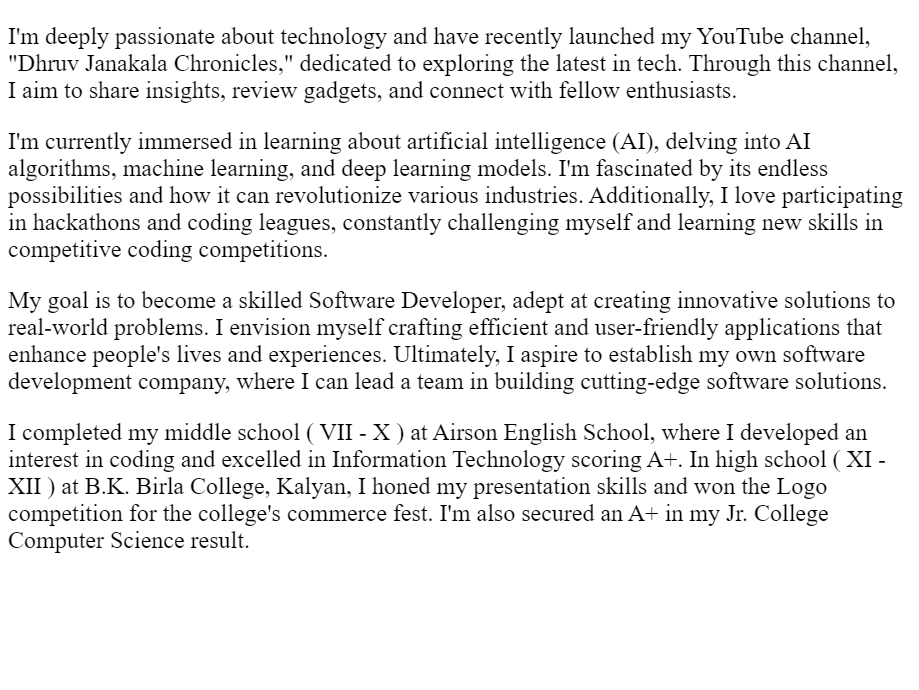 I'm deeply passionate about technology and have recently launched my YouTube channel,
"Dhruv Janakala Chronicles," dedicated to exploring the latest in tech. Through this channel,
I aim to share insights, review gadgets, and connect with fellow enthusiasts.
I'm currently immersed in learning about artificial intelligence (AI), delving into AI
algorithms, machine learning, and deep learning models. I'm fascinated by its endless
possibilities and how it can revolutionize various industries. Additionally, I love participating
in hackathons and coding leagues, constantly challenging myself and learning new skills in
competitive coding competitions.
My goal is to become a skilled Software Developer, adept at creating innovative solutions to
real-world problems. I envision myself crafting efficient and user-friendly applications that
enhance people's lives and experiences. Ultimately, I aspire to establish my own software
development company, where I can lead a team in building cutting-edge software solutions.
I completed my middle school ( VII - X ) at Airson English School, where I developed an
interest in coding and excelled in Information Technology scoring A+. In high school ( XI -
XII ) at B.K. Birla College, Kalyan, I honed my presentation skills and won the Logo
competition for the college's commerce fest. I'm also secured an A+ in my Jr. College
Computer Science result.